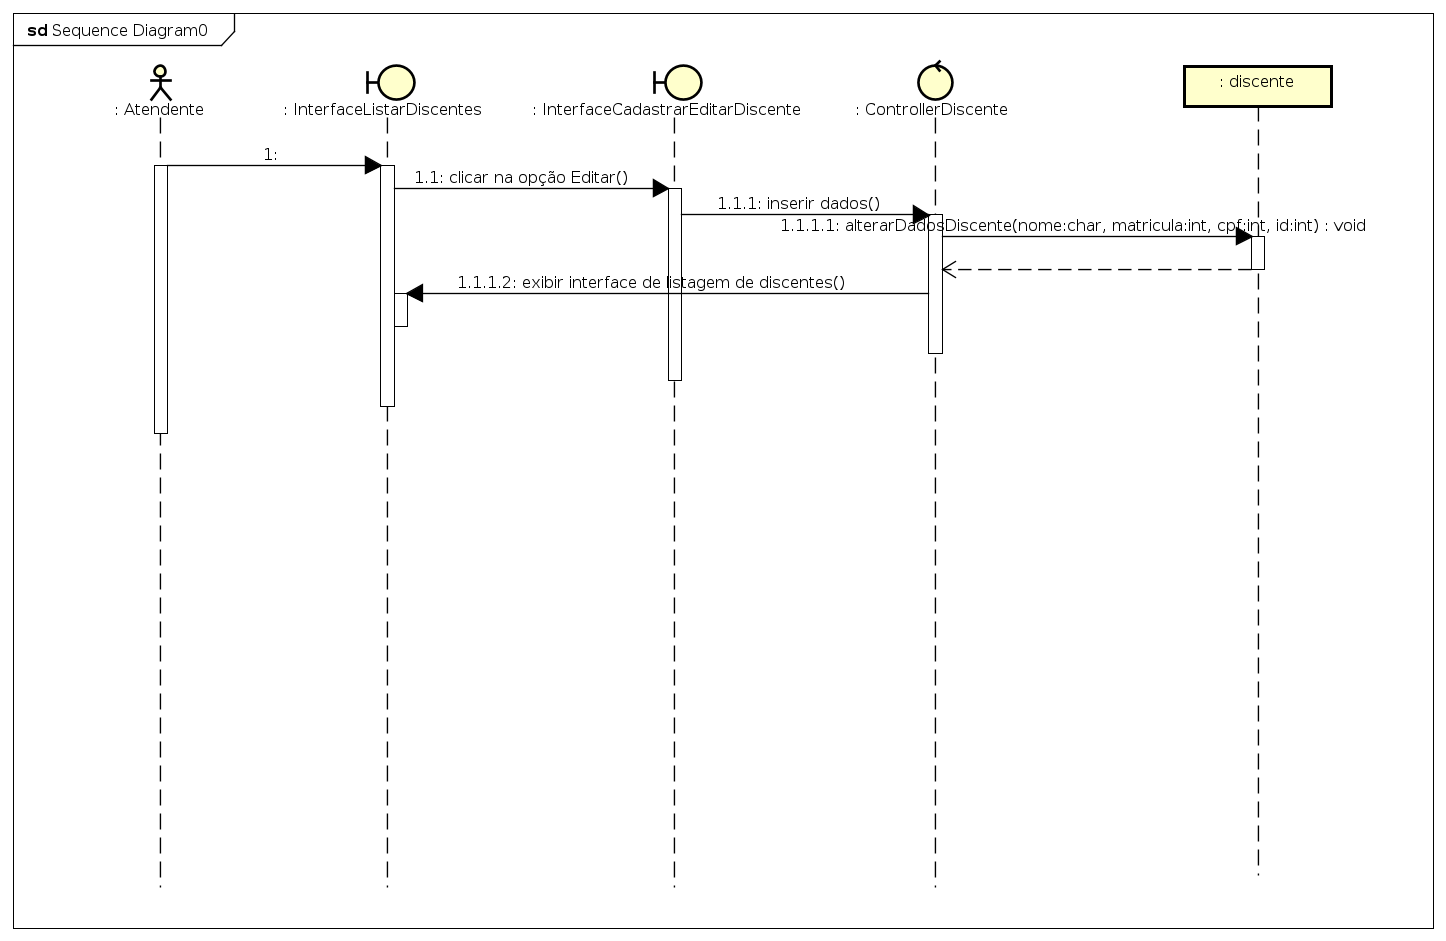 sd Sequence Diagram0
: Atendente
: InterfaceListarDiscentes
: InterfaceCadastrarEditarDiscente
: ControllerDiscente
: discente
1:
1.1: clicar na opção Editar()
1.1.1: inserir dados()
1.1.1.1: alterarDadosDiscente(nome:char, matricula:int, cpf:int, id:int) : void
1.1.1.2: exibir interface de listagem de discentes()